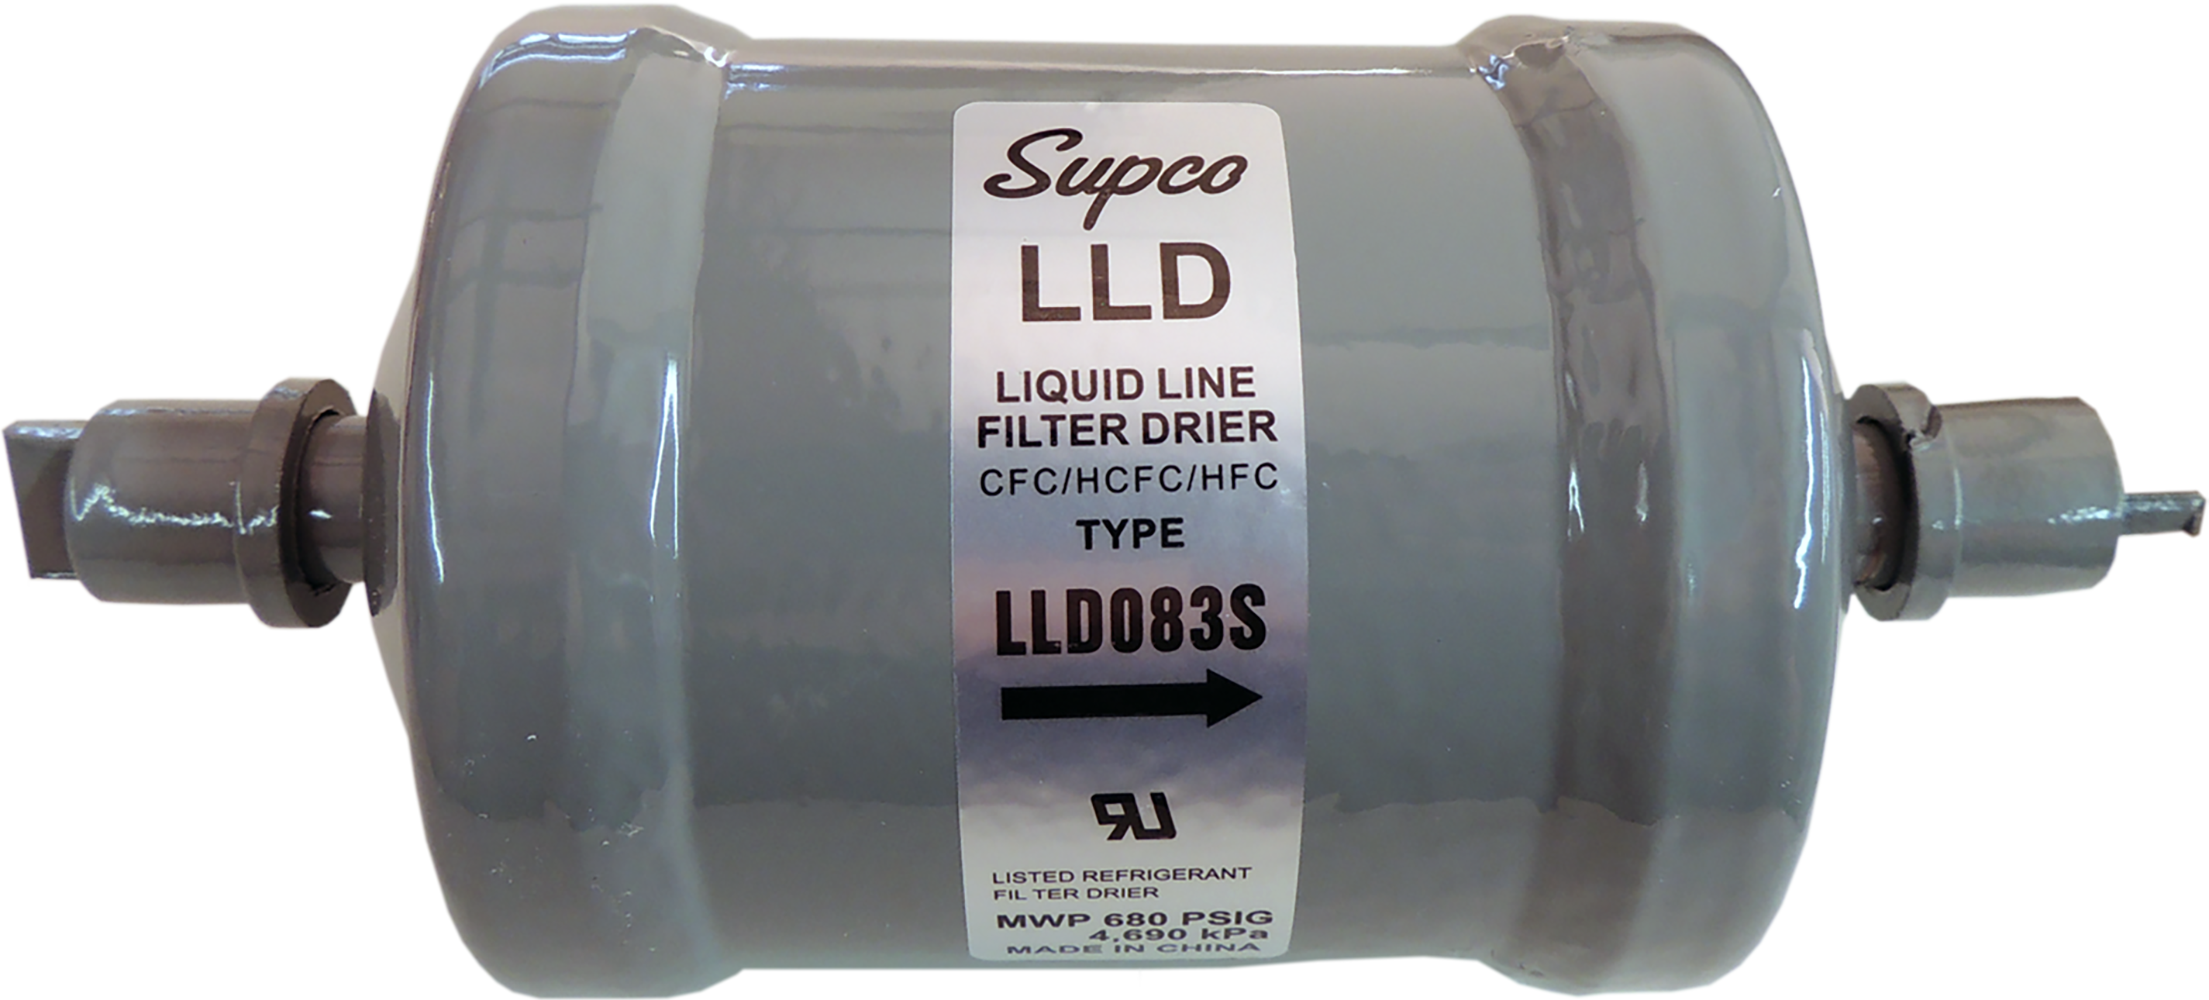 Supco
LLD
LIQUID LINE
FILTER DRIER
CFC/HCFC/HFC
TYPE
LLD083S
RU
LISTED REFRIGERANT
FIL TER DRIER
MWP 680 PSIG
4,690 kPa
MADE IN CHINA